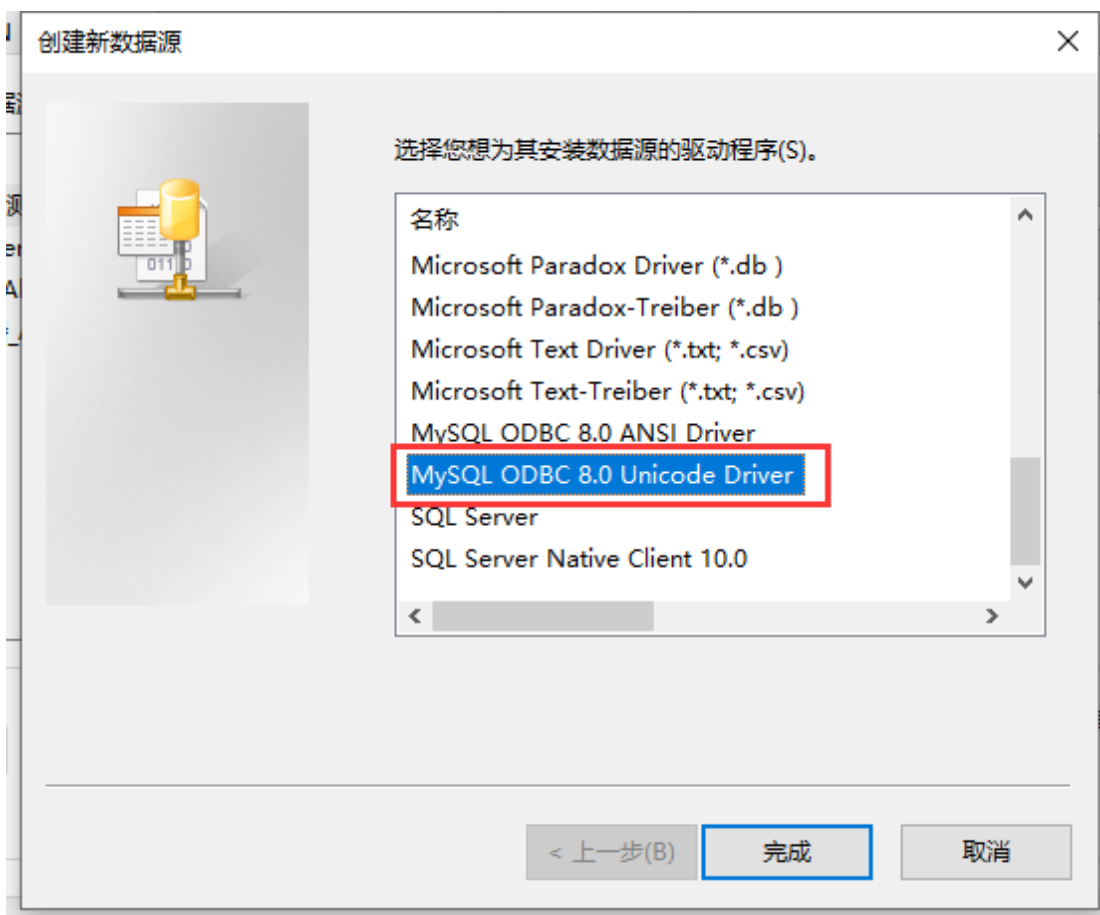 创建新数据源
选择您想为其安装数据源的驱动程序(S)。
名称
Microsoft Paradox Driver (*.db )
Microsoft Paradox-Treiber (*.db )
Microsoft Text Driver (*.txt; *.csv)
Microsoft Text-Treiber (*.txt; *.csv)
MySQL ODBC 8.0 ANSI Driver
MySQL ODBC 8.0 Unicode Driver
SQL Server
SQL Server Native Client 10.0
< 上一步(B)
完成
取消